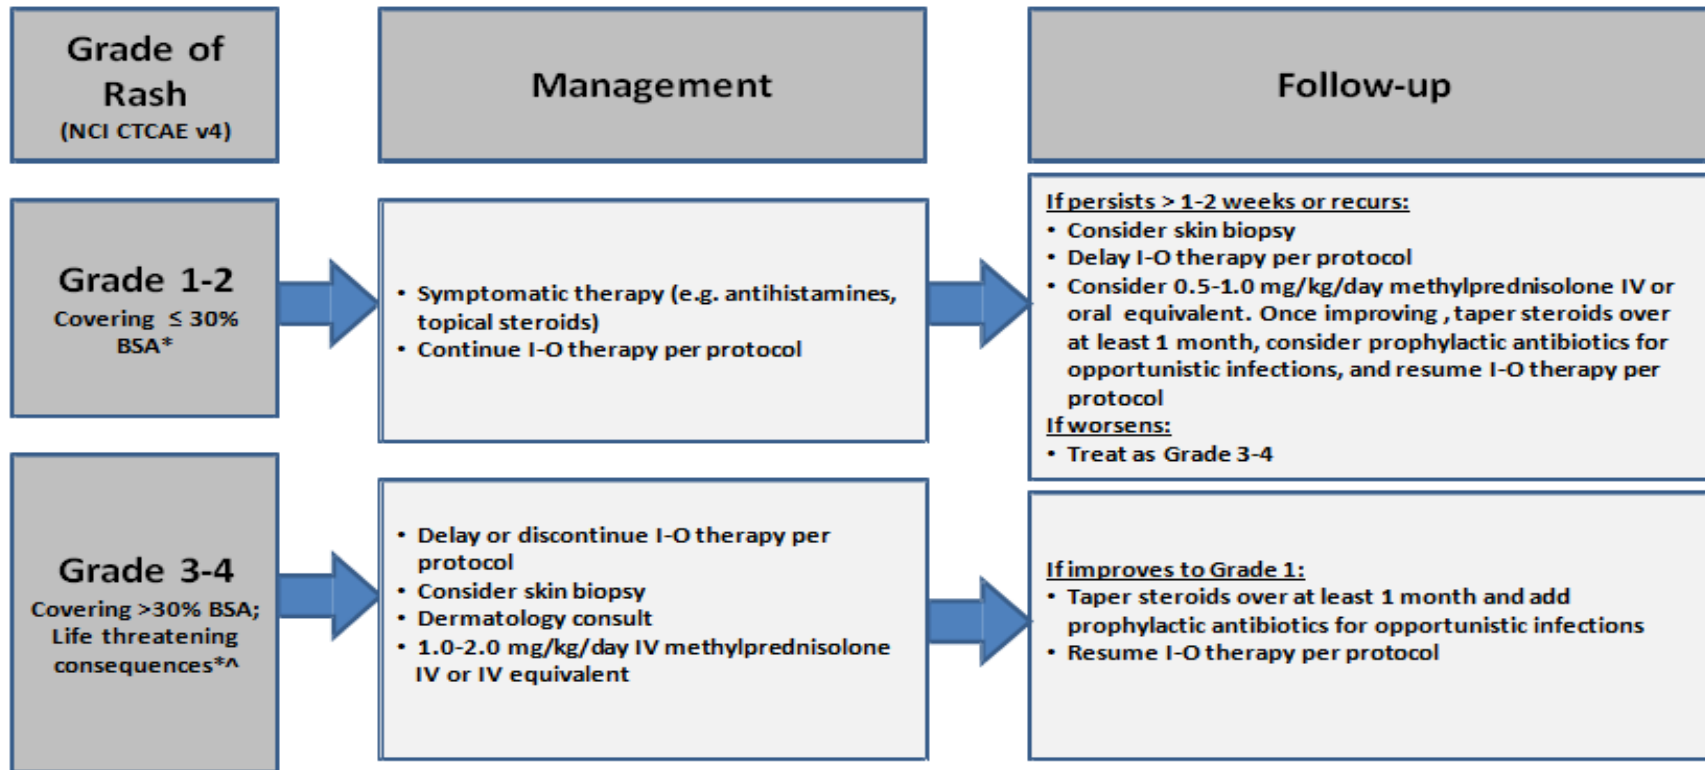 Grade of
Rash
(NCI CTCAE v4)
Management
Follow-up
Grade 1-2
Covering ≤ 30%
BSA*
• Symptomatic therapy (e.g. antihistamines,
topical steroids)
• Continue I-O therapy per protocol
If persists > 1-2 weeks or recurs:
• Consider skin biopsy
• Delay I-O therapy per protocol
• Consider 0.5-1.0 mg/kg/day methylprednisolone IV or
oral equivalent. Once improving , taper steroids over
at least 1 month, consider prophylactic antibiotics for
opportunistic infections, and resume I-O therapy per
protocol
If worsens:
• Treat as Grade 3-4
Grade 3-4
Covering >30% BSA;
Life threatening
consequences*^
• Delay or discontinue I-O therapy per
protocol
• Consider skin biopsy
• Dermatology consult
• 1.0-2.0 mg/kg/day IV methylprednisolone
IV or IV equivalent
If improves to Grade 1:
• Taper steroids over at least 1 month and add
prophylactic antibiotics for opportunistic infections
• Resume I-O therapy per protocol